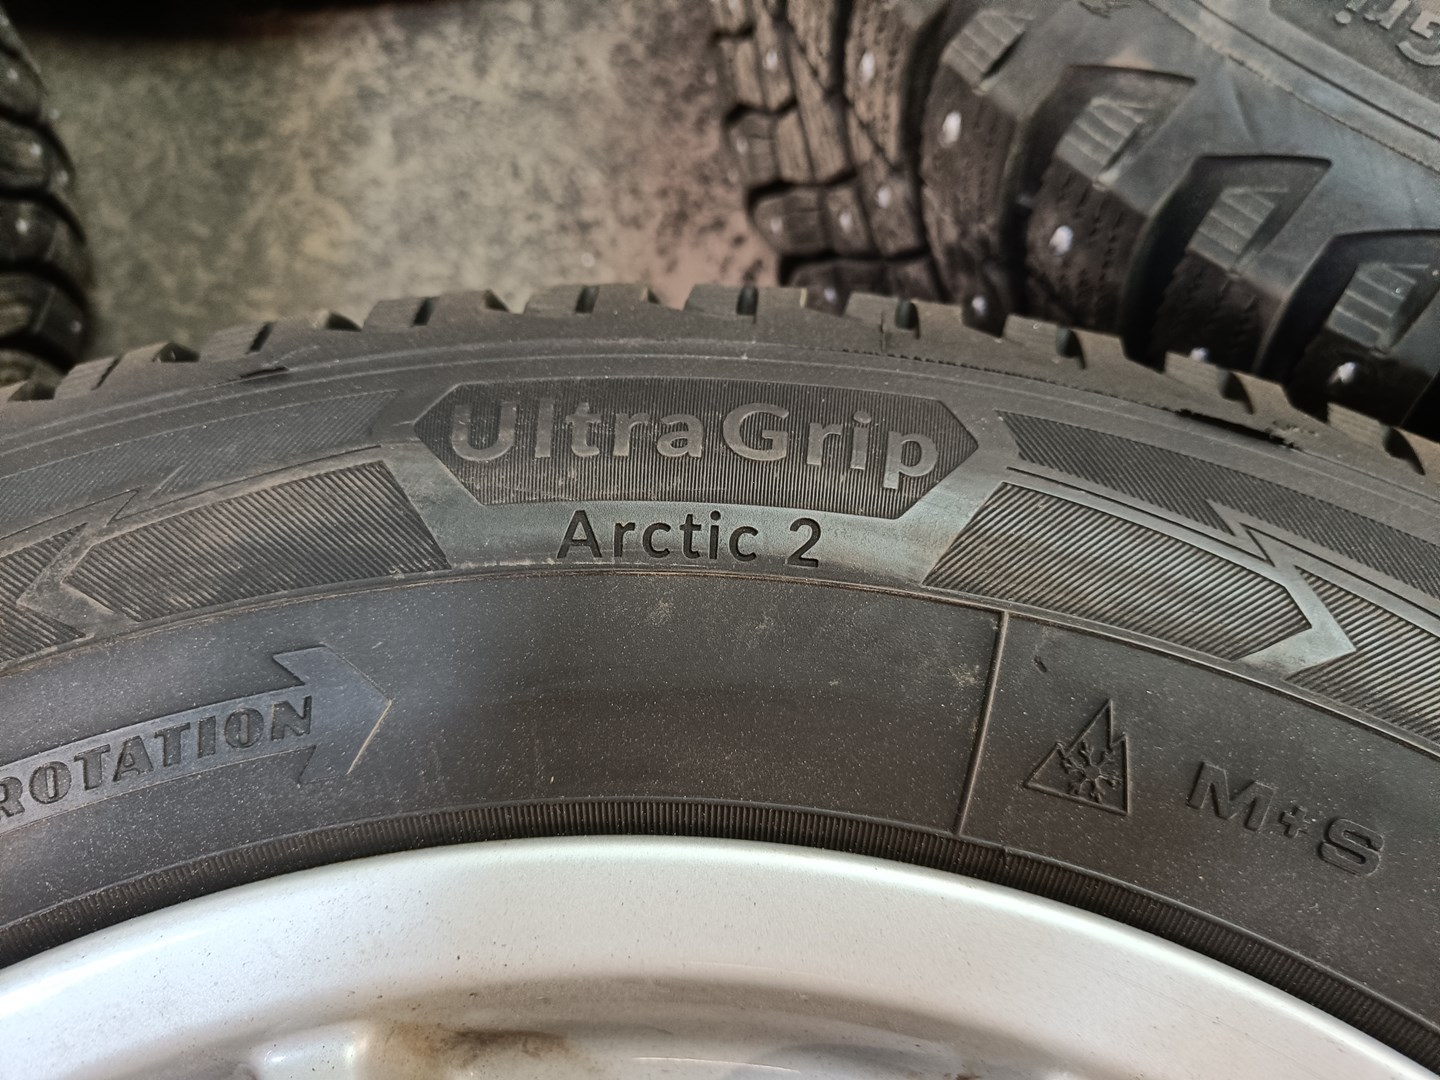 UltraGrip
Arctic 2
ROTATION
M+S